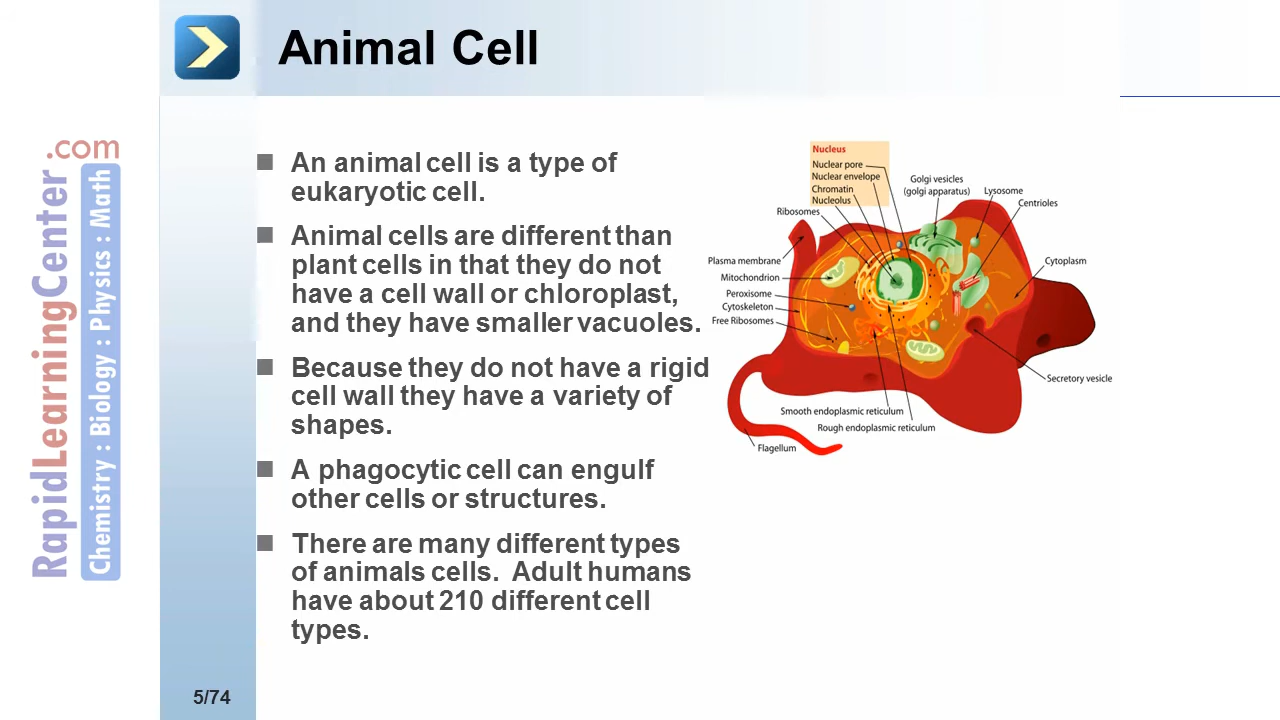 Animal Cell
An animal cell is a type of
eukaryotic cell.
Animal cells are different than
plant cells in that they do not
have a cell wall or chloroplast,
and they have smaller vacuoles.
Because they do not have a rigid
cell wall they have a variety of
shapes.
A phagocytic cell can engulf
other cells or structures.
There are many different types
of animals cells. Adult humans
have about 210 different cell
types.
Nucleus
Nuclear pore
Nuclear envelope
Chromatin
Nucleolus
Ribosomes
Golgi vesicles
(golgi apparatus)
Lysosome
Centrioles
Plasma membrane
Mitochondrion
Peroxisome
Cytoskeleton
Free Ribosomes
Cytoplasm
Secretory vesicle
Smooth endoplasmic reticulum
Rough endoplasmic reticulum
Flagellum
RapidLearningCenter.com
Chemistry : Biology : Physics : Math
5/74